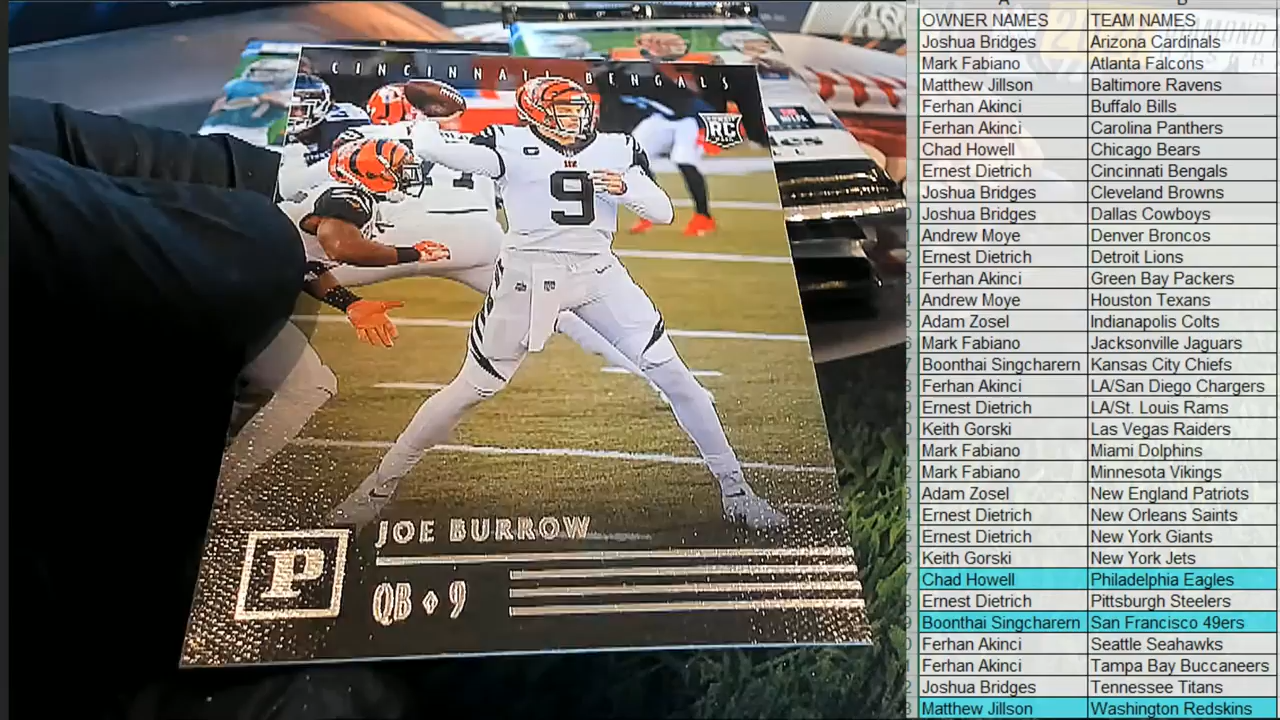 CINCINNATI BENGALS
RC
9
JOE BURROW
P
QB 9
OWNER NAMES TEAM NAMES
Joshua Bridges Arizona Cardinals
Mark Fabiano Atlanta Falcons
Matthew Jillson Baltimore Ravens
Ferhan Akinci Buffalo Bills
Ferhan Akinci Carolina Panthers
Chad Howell Chicago Bears
Ernest Dietrich Cincinnati Bengals
Joshua Bridges Cleveland Browns
Joshua Bridges Dallas Cowboys
Andrew Moye Denver Broncos
Ernest Dietrich Detroit Lions
Ferhan Akinci Green Bay Packers
Andrew Moye Houston Texans
Adam Zosel Indianapolis Colts
Mark Fabiano Jacksonville Jaguars
Boonthai Singcharern Kansas City Chiefs
Ferhan Akinci LA/San Diego Chargers
Ernest Dietrich LA/St. Louis Rams
Keith Gorski Las Vegas Raiders
Mark Fabiano Miami Dolphins
Mark Fabiano Minnesota Vikings
Adam Zosel New England Patriots
Ernest Dietrich New Orleans Saints
Ernest Dietrich New York Giants
Keith Gorski New York Jets
Chad Howell Philadelphia Eagles
Ernest Dietrich Pittsburgh Steelers
Boonthai Singcharern San Francisco 49ers
Ferhan Akinci Seattle Seahawks
Ferhan Akinci Tampa Bay Buccaneers
Joshua Bridges Tennessee Titans
Matthew Jillson Washington Redskins